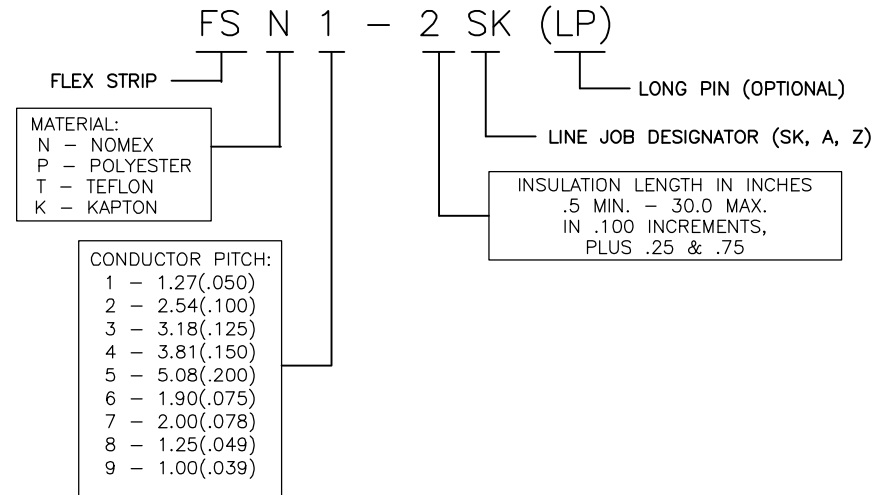 FS N 1 – 2 SK (LP)
FLEX STRIP
LONG PIN (OPTIONAL)
MATERIAL:
N – NOMEX
P – POLYESTER
T – TEFLON
K – KAPTON
LINE JOB DESIGNATOR (SK, A, Z)
INSULATION LENGTH IN INCHES
.5 MIN. – 30.0 MAX.
IN .100 INCREMENTS,
PLUS .25 & .75
CONDUCTOR PITCH:
1 – 1.27(.050)
2 – 2.54(.100)
3 – 3.18(.125)
4 – 3.81(.150)
5 – 5.08(.200)
6 – 1.90(.075)
7 – 2.00(.078)
8 – 1.25(.049)
9 – 1.00(.039)